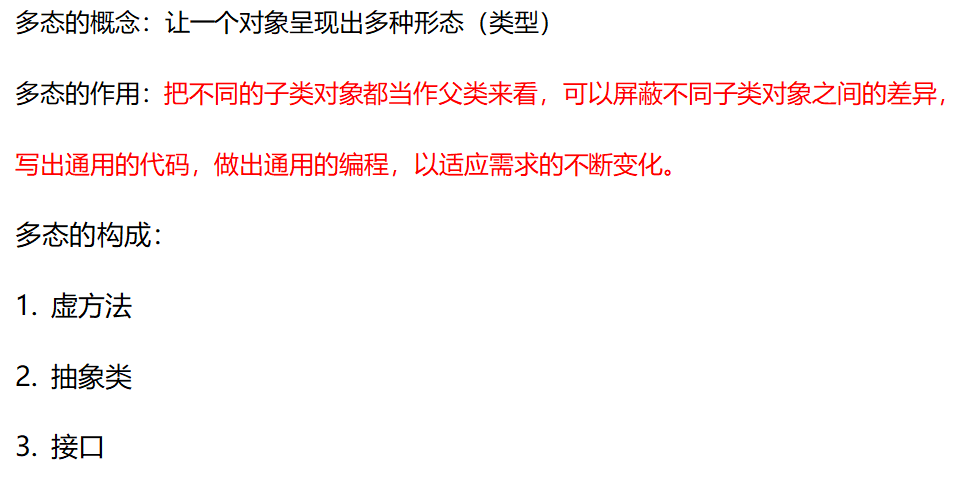 多态的概念：让一个对象呈现出多种形态（类型）
多态的作用：把不同的子类对象都当作父类来看，可以屏蔽不同子类对象之间的差异，
写出通用的代码，做出通用的编程，以适应需求的不断变化。
多态的构成：
1. 虚方法
2. 抽象类
3. 接口